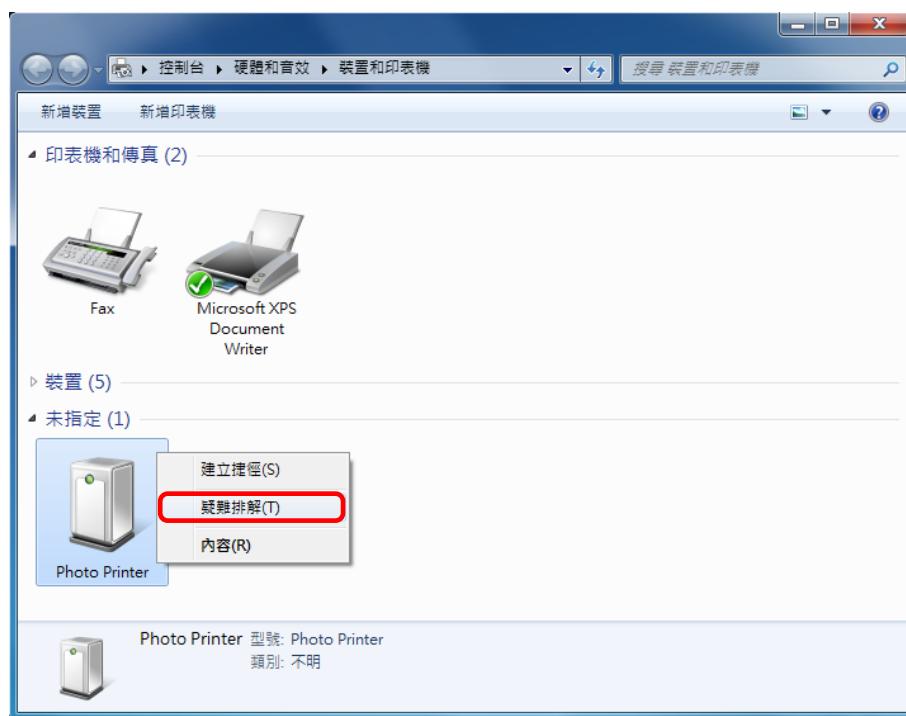 控制台 ▸ 硬體和音效 ▸ 裝置和印表機
搜尋 裝置和印表機
新增裝置 新增印表機
印表機和傳真 (2)
Fax
Microsoft XPS
Document
Writer
裝置 (5)
未指定 (1)
建立捷徑(S)
疑難排解(T)
內容(R)
Photo Printer
Photo Printer 型號: Photo Printer
類別: 不明